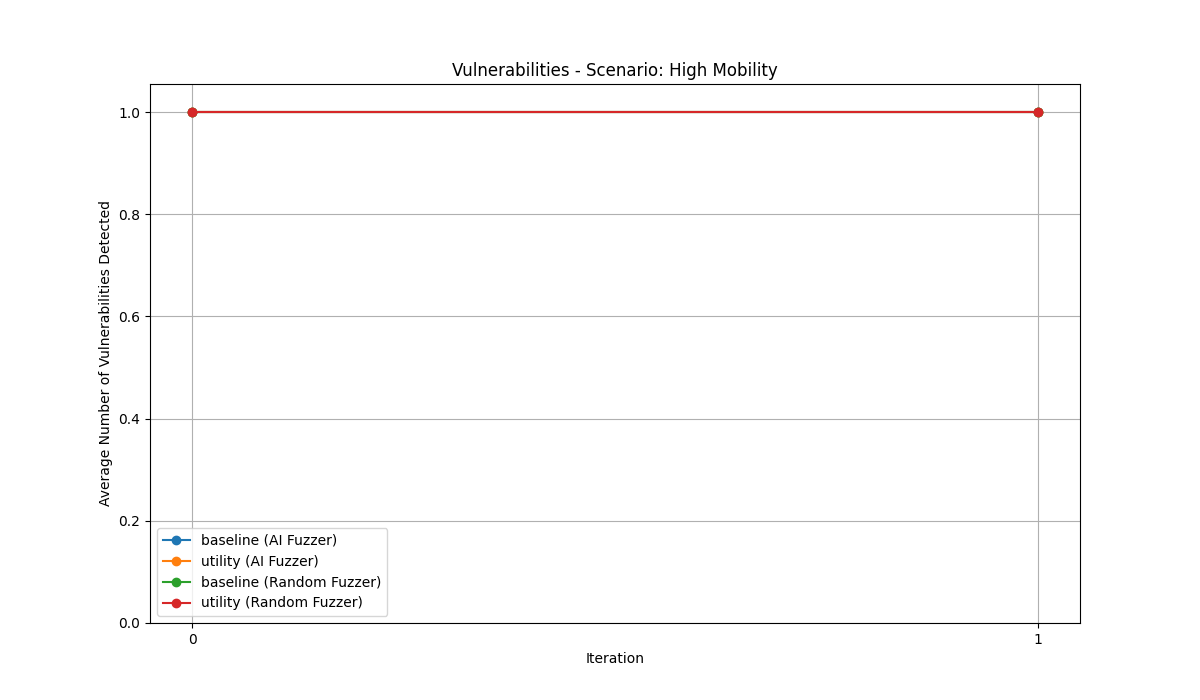 Vulnerabilities - Scenario: High Mobility
Average Number of Vulnerabilities Detected
1.0
0.8
0.6
0.4
0.2
0.0
baseline (AI Fuzzer)
utility (AI Fuzzer)
baseline (Random Fuzzer)
utility (Random Fuzzer)
0
1
Iteration